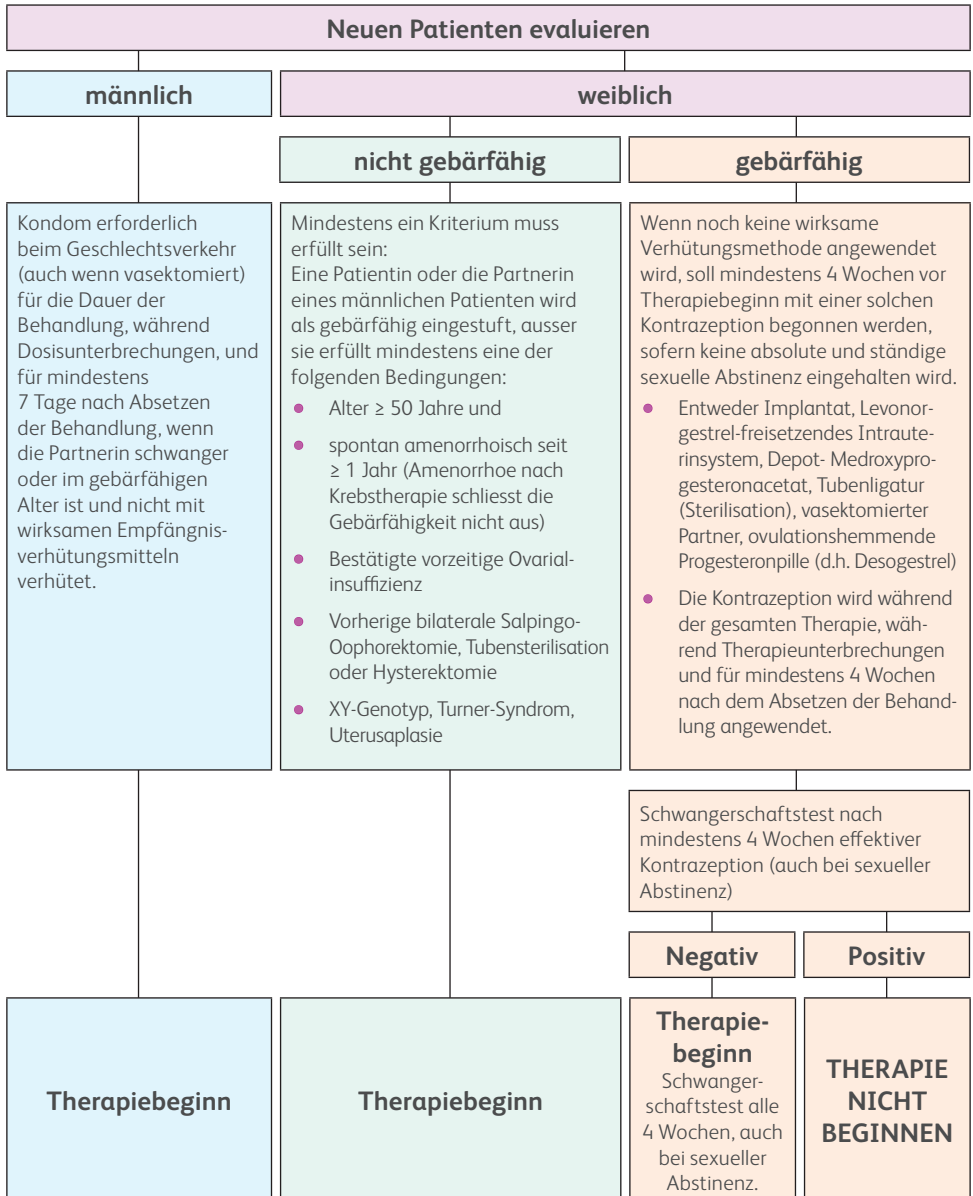 Neuen Patienten evaluieren
männlich
weiblich
nicht gebärfähig
gebärfähig
Kondom erforderlich
beim Geschlechtsverkehr
(auch wenn vasektomiert)
für die Dauer der
Behandlung, während
Dosisunterbrechungen, und
für mindestens
7 Tage nach Absetzen
der Behandlung, wenn
die Partnerin schwanger
oder im gebärfähigen
Alter ist und nicht mit
wirksamen Empfängnis-
verhütungsmitteln
verhütet.
Mindestens ein Kriterium muss
erfüllt sein:
Eine Patientin oder die Partnerin
eines männlichen Patienten wird
als gebärfähig eingestuft, ausser
sie erfüllt mindestens eine der
folgenden Bedingungen:
• Alter ≥ 50 Jahre und
• spontan amenorrhoisch seit
≥ 1 Jahr (Amenorrhoe nach
Krebstherapie schliesst die
Gebärfähigkeit nicht aus)
• Bestätigte vorzeitige Ovarial-
insuffizienz
• Vorherige bilaterale Salpingo-
Oophorektomie, Tubensterilisation
oder Hysterektomie
• XY-Genotyp, Turner-Syndrom,
Uterusaplasie
Wenn noch keine wirksame
Verhütungsmethode angewendet
wird, soll mindestens 4 Wochen vor
Therapiebeginn mit einer solchen
Kontrazeption begonnen werden,
sofern keine absolute und ständige
sexuelle Abstinenz eingehalten wird.
• Entweder Implantat, Levonor-
gestrel-freisetzendes Intraute-
rinsystem, Depot- Medroxypro-
gesteronacetat, Tubenligatur
(Sterilisation), vasektomierter
Partner, ovulationshemmende
Progesteronpille (d.h. Desogestrel)
• Die Kontrazeption wird während
der gesamten Therapie, wäh-
rend Therapieunterbrechungen
und für mindestens 4 Wochen
nach dem Absetzen der Behand-
lung angewendet.
Schwangerschaftstest nach
mindestens 4 Wochen effektiver
Kontrazeption (auch bei sexueller
Abstinenz)
Negativ
Positiv
Therapiebeginn
Therapiebeginn
Therapie-
beginn
Schwanger-
schaftstest alle
4 Wochen, auch
bei sexueller
Abstinenz.
THERAPIE
NICHT
BEGINNEN